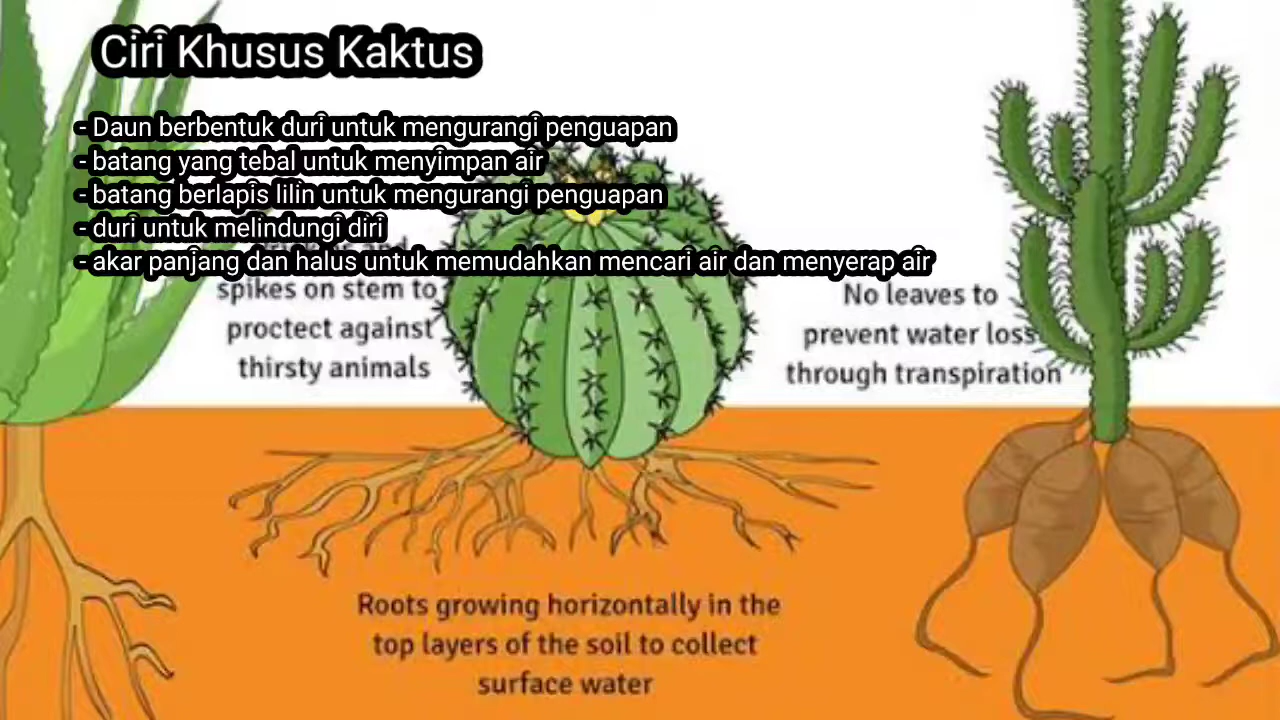 Ciri Khusus Kaktus
- Daun berbentuk duri untuk mengurangi penguapan
- batang yang tebal untuk menyimpan air
- batang berlapis lilin untuk mengurangi penguapan
- duri untuk melindungi diri
- akar panjang dan halus untuk memudahkan mencari air dan menyerap air
and
spikes on stem to
proctect against
thirsty animals
No leaves to
prevent water loss
through transpiration
Roots growing horizontally in the
top layers of the soil to collect
surface water